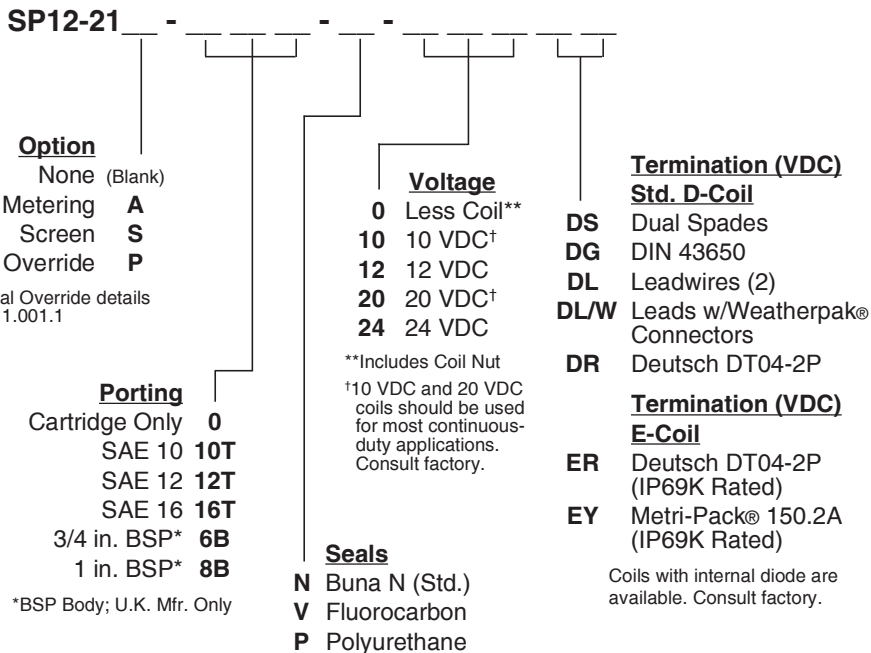 SP12-21__ - __ __ __ - __ - __ __ __ __ __
Option
None (Blank)
Metering A
Screen S
Override P
al Override details
1.001.1
Porting
Cartridge Only 0
SAE 10 10T
SAE 12 12T
SAE 16 16T
3/4 in. BSP* 6B
1 in. BSP* 8B
*BSP Body; U.K. Mfr. Only
Seals
N Buna N (Std.)
V Fluorocarbon
P Polyurethane
Voltage
0 Less Coil**
10 10 VDC†
12 12 VDC
20 20 VDC†
24 24 VDC
**Includes Coil Nut
†10 VDC and 20 VDC
coils should be used
for most continuous-
duty applications.
Consult factory.
Termination (VDC)
Std. D-Coil
DS Dual Spades
DG DIN 43650
DL Leadwires (2)
DL/W Leads w/Weatherpak®
Connectors
DR Deutsch DT04-2P
Termination (VDC)
E-Coil
ER Deutsch DT04-2P
(IP69K Rated)
EY Metri-Pack® 150.2A
(IP69K Rated)
Coils with internal diode are
available. Consult factory.